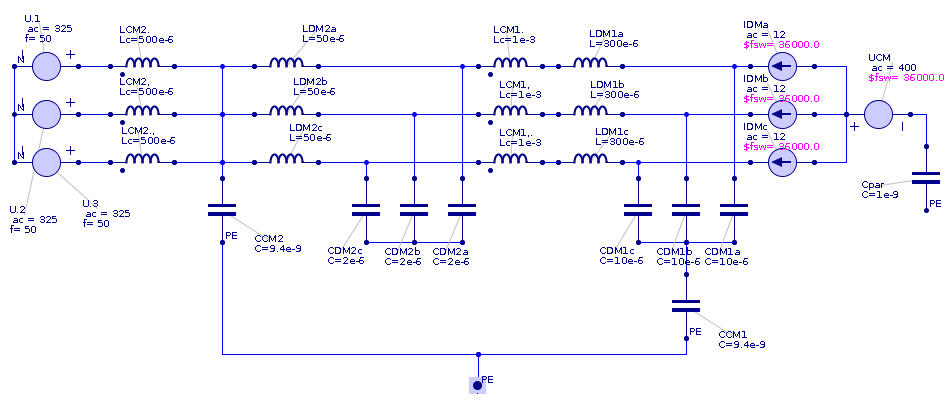 U.1
ac = 325
f= 50
LCM2.
Lc=500e-6
LDM2a
L=50e-6
LCM1.
Lc=1e-3
LDM1a
L=300e-6
IDMa
ac = 12
$fsw= 36000.0
UCM
ac = 400
$fsw= 36000.0
N
+
LCM2,
Lc=500e-6
LDM2b
L=50e-6
LCM1,
Lc=1e-3
LDM1b
L=300e-6
IDMb
ac = 12
$fsw= 36000.0
N
+
LCM2.,
Lc=500e-6
LDM2c
L=50e-6
LCM1,.
Lc=1e-3
LDM1c
L=300e-6
IDMc
ac = 12
$fsw= 36000.0
+
N
+
Cpar
C=1e-9
PE
U.2
ac = 325
f= 50
U.3
ac = 325
f= 50
PE
CCM2
C=9.4e-9
CDM2c
C=2e-6
CDM2b
C=2e-6
CDM2a
C=2e-6
CDM1c
C=10e-6
CDM1b
C=10e-6
CDM1a
C=10e-6
PE
CCM1
C=9.4e-9
PE